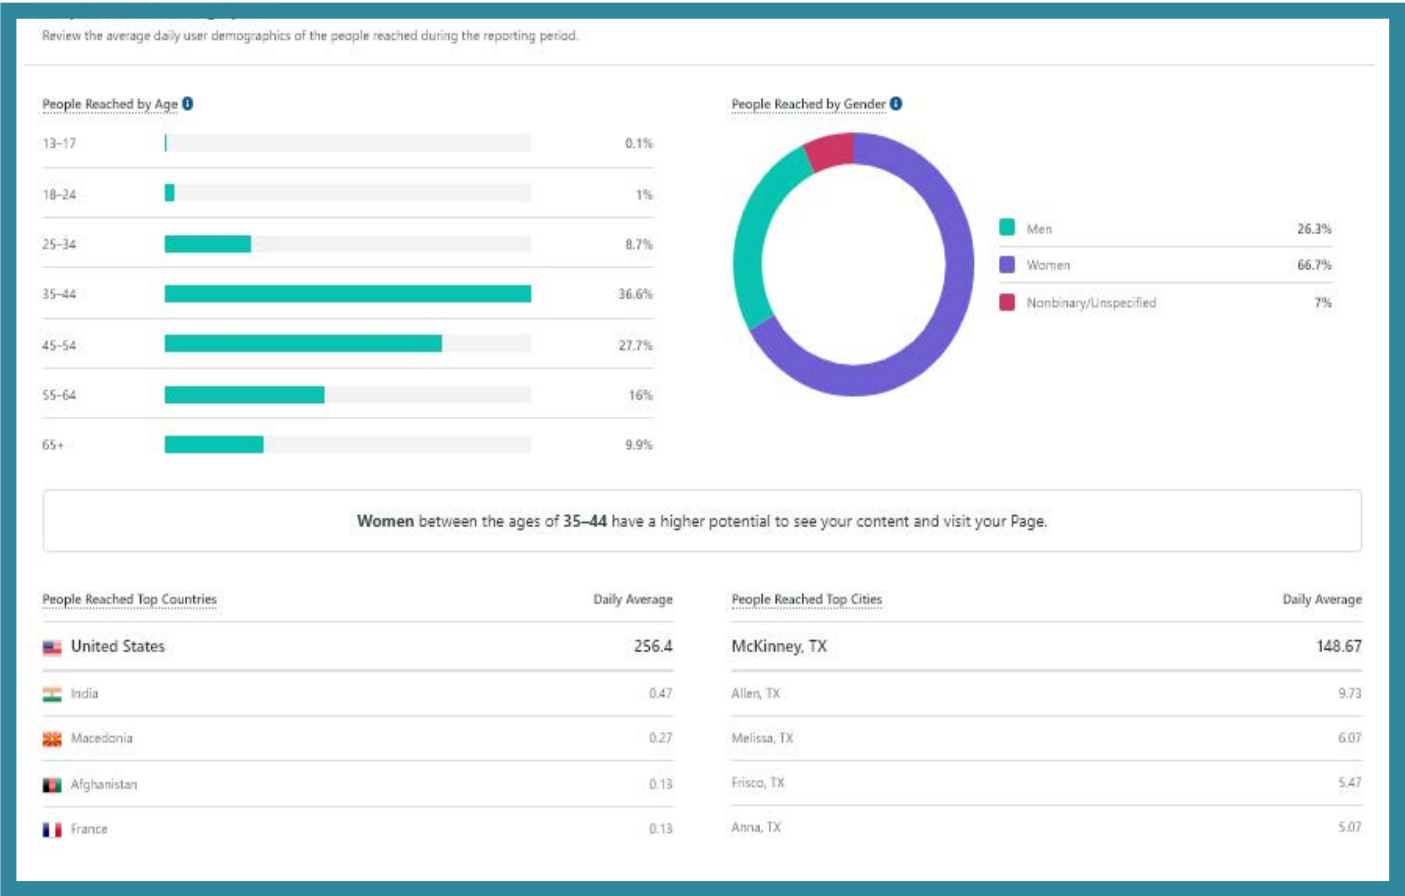 Review the average daily user demographics of the people reached during the reporting period.
People Reached by Age
13–17 0.1%
18–24 1%
25–34 8.7%
35–44 36.6%
45–54 27.7%
55–64 16%
65+ 9.9%
People Reached by Gender
Men 26.3%
Women 66.7%
Nonbinary/Unspecified 7%
Women between the ages of 35–44 have a higher potential to see your content and visit your Page.
People Reached Top Countries Daily Average
United States 256.4
India 0.47
Macedonia 0.27
Afghanistan 0.13
France 0.13
People Reached Top Cities Daily Average
McKinney, TX 148.67
Allen, TX 9.73
Melissa, TX 6.07
Frisco, TX 5.47
Anna, TX 5.07